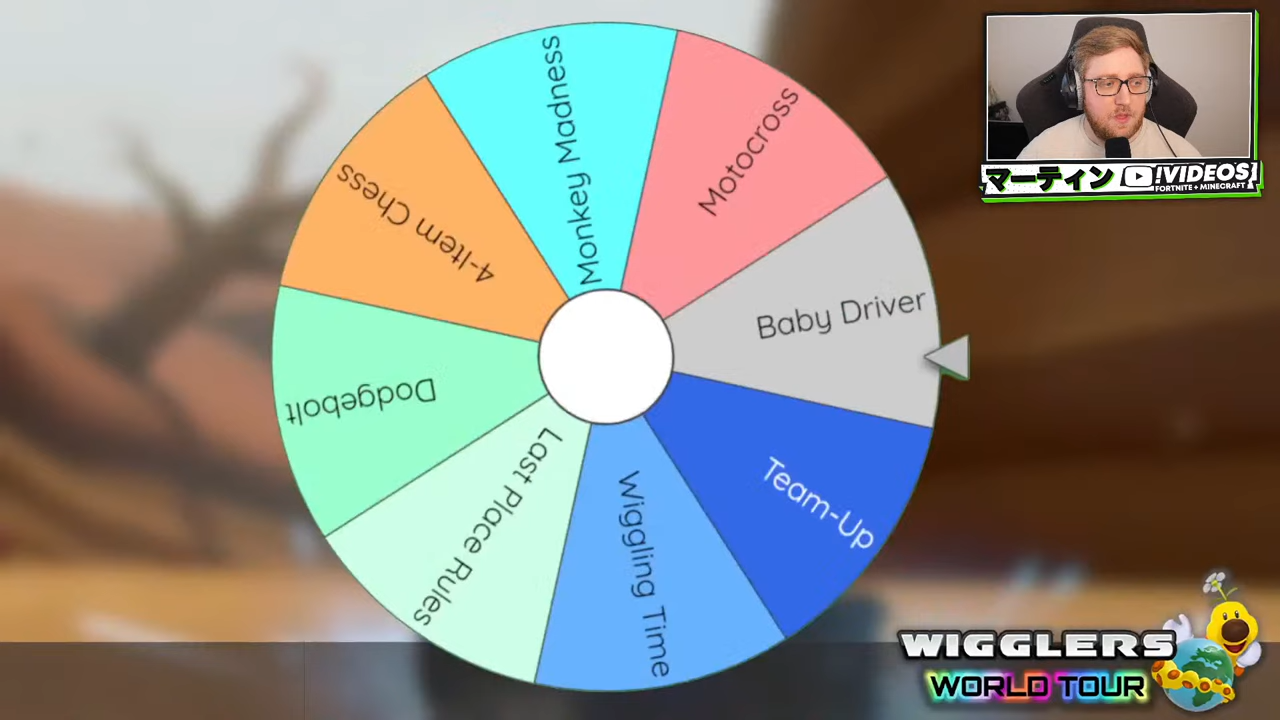 Monkey Madness
Motocross
Baby Driver
Team-Up
Wiggling Time
Last Place Rules
Dodgebolt
4-Item Chess
マーティン
!VIDEOS
FORTNITE + MINECRAFT
WIGGLERS
WORLD TOUR